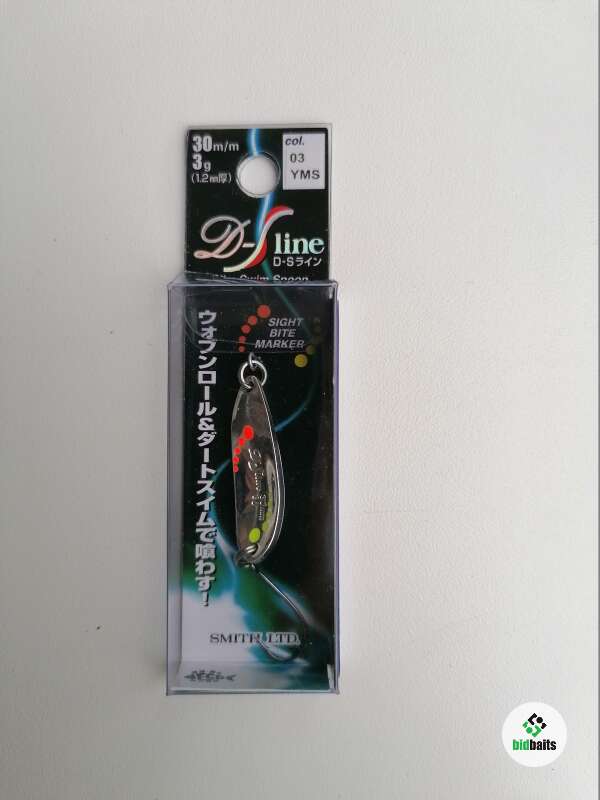 30m/m
3g
(1.2mm厚)
col.
03
YMS
D-S line
D-Sライン
Swim Spoon
SIGHT
BITE
MARKER
ウォブンロール&ダートスイムで喰わす!
SMITH LTD.
bidbaits